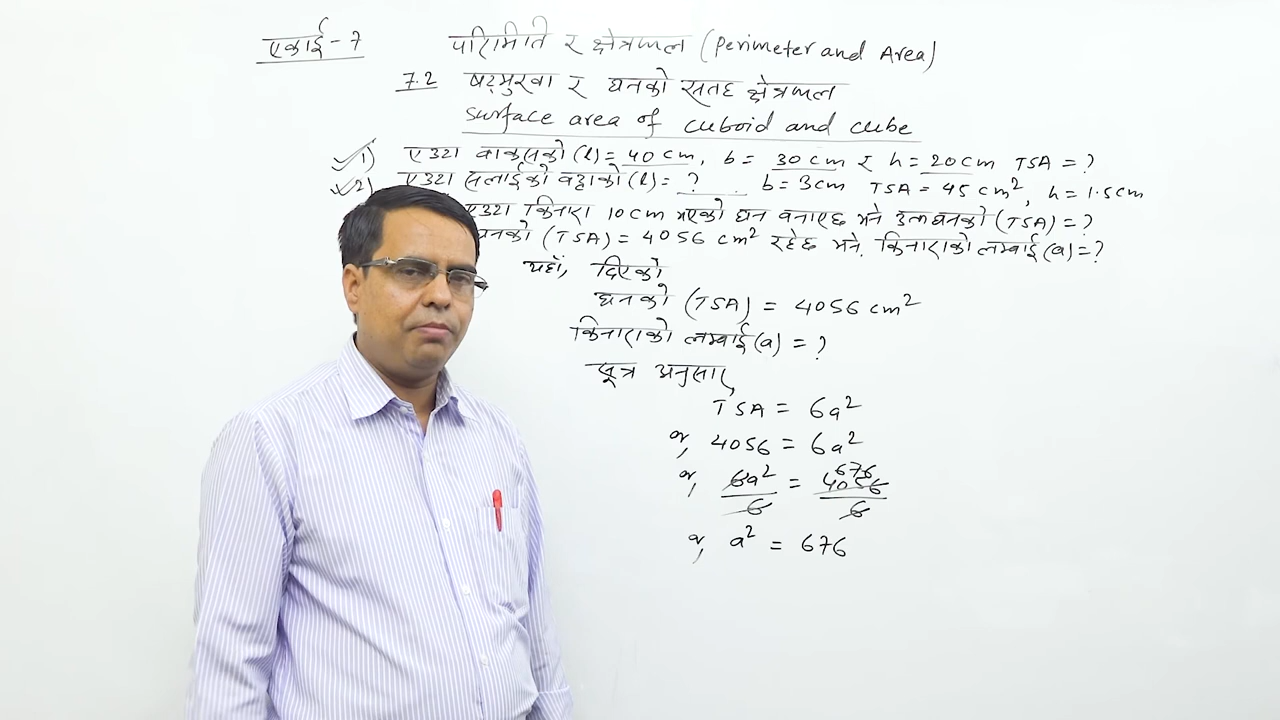 एकाई - 7 परिमिति र क्षेत्रफल (Perimeter and Area)
7.2 षट्मुखा र घनको सतह क्षेत्रफल
Surface area of cuboid and cube
1) एउटा बाकसको (l) = 40 cm, b = 30 cm र h = 20 cm TSA = ?
2) एउटा सलाईको बट्टाको (l) = ? b = 3cm TSA = 45 cm², h = 1.5 cm
एउटा किनारा 10 cm भएको घन बनाएछ भने उक्त घनको (TSA) = ?
घनको (TSA) = 4056 cm² रहेछ भने, किनाराको लम्बाई (a) = ?
यहाँ, दिएको
घनको (TSA) = 4056 cm²
किनाराको लम्बाई (a) = ?
सूत्र अनुसार,
TSA = 6a²
or, 4056 = 6a²
676
or, 6a² = 4056
6 6
or, a² = 676